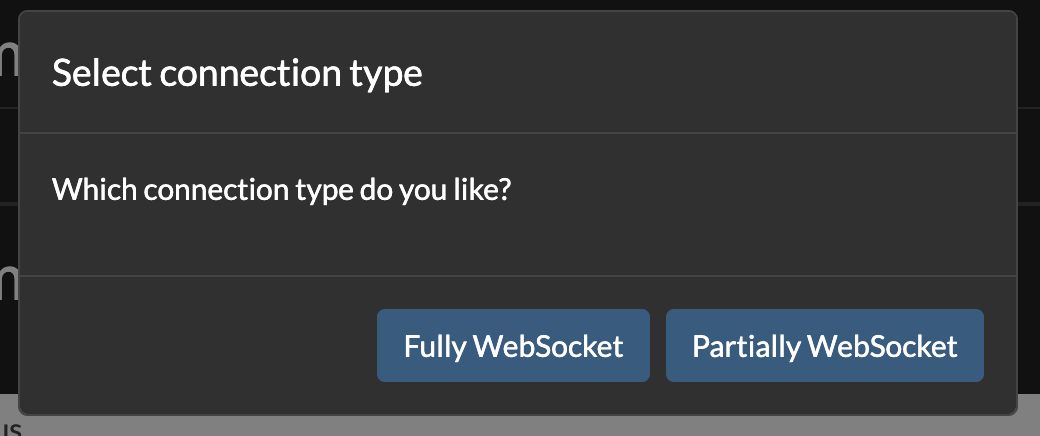 Select connection type
Which connection type do you like?
Fully WebSocket
Partially WebSocket